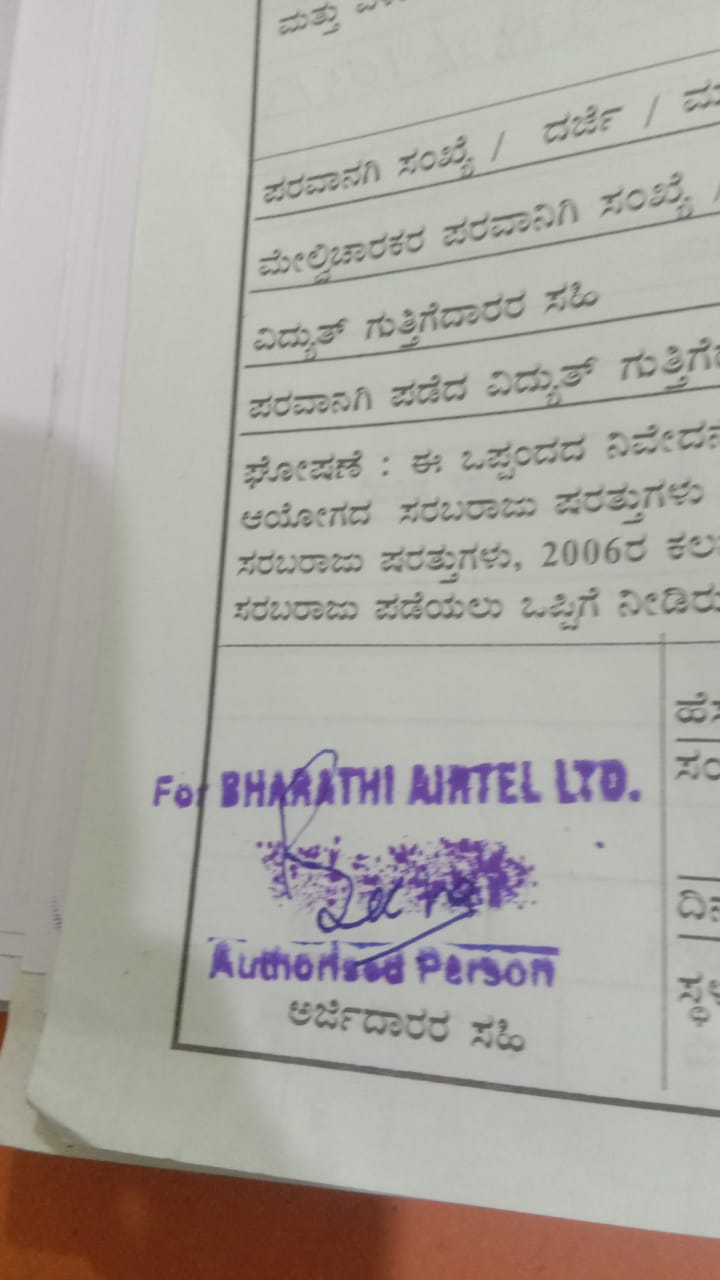 ಮತ್ತು
ಪರವಾನಗಿ ಸಂಖ್ಯೆ / ದರ್ಜೆ /
ಮೇಲ್ವಿಚಾರಕರ ಪರವಾನಿಗಿ ಸಂಖ್ಯೆ /
ವಿದ್ಯುತ್ ಗುತ್ತಿಗೆದಾರರ ಸಹಿ
ಪರವಾನಗಿ ಪಡೆದ ವಿದ್ಯುತ್
ಘೋಷಣೆ : ಈ ಒಪ್ಪಂದದ
ಆಯೋಗದ ಸರಬರಾಜು ಷರತ್ತುಗಳು
ಸರಬರಾಜು ಷರತ್ತುಗಳು, 2006ರ
ಸರಬರಾಜು ಪಡೆಯಲು ಒಪ್ಪಿಗೆ
For BHARATHI AIRTEL LTD.
Authorised Person
ಅರ್ಜಿದಾರರ ಸಹಿ